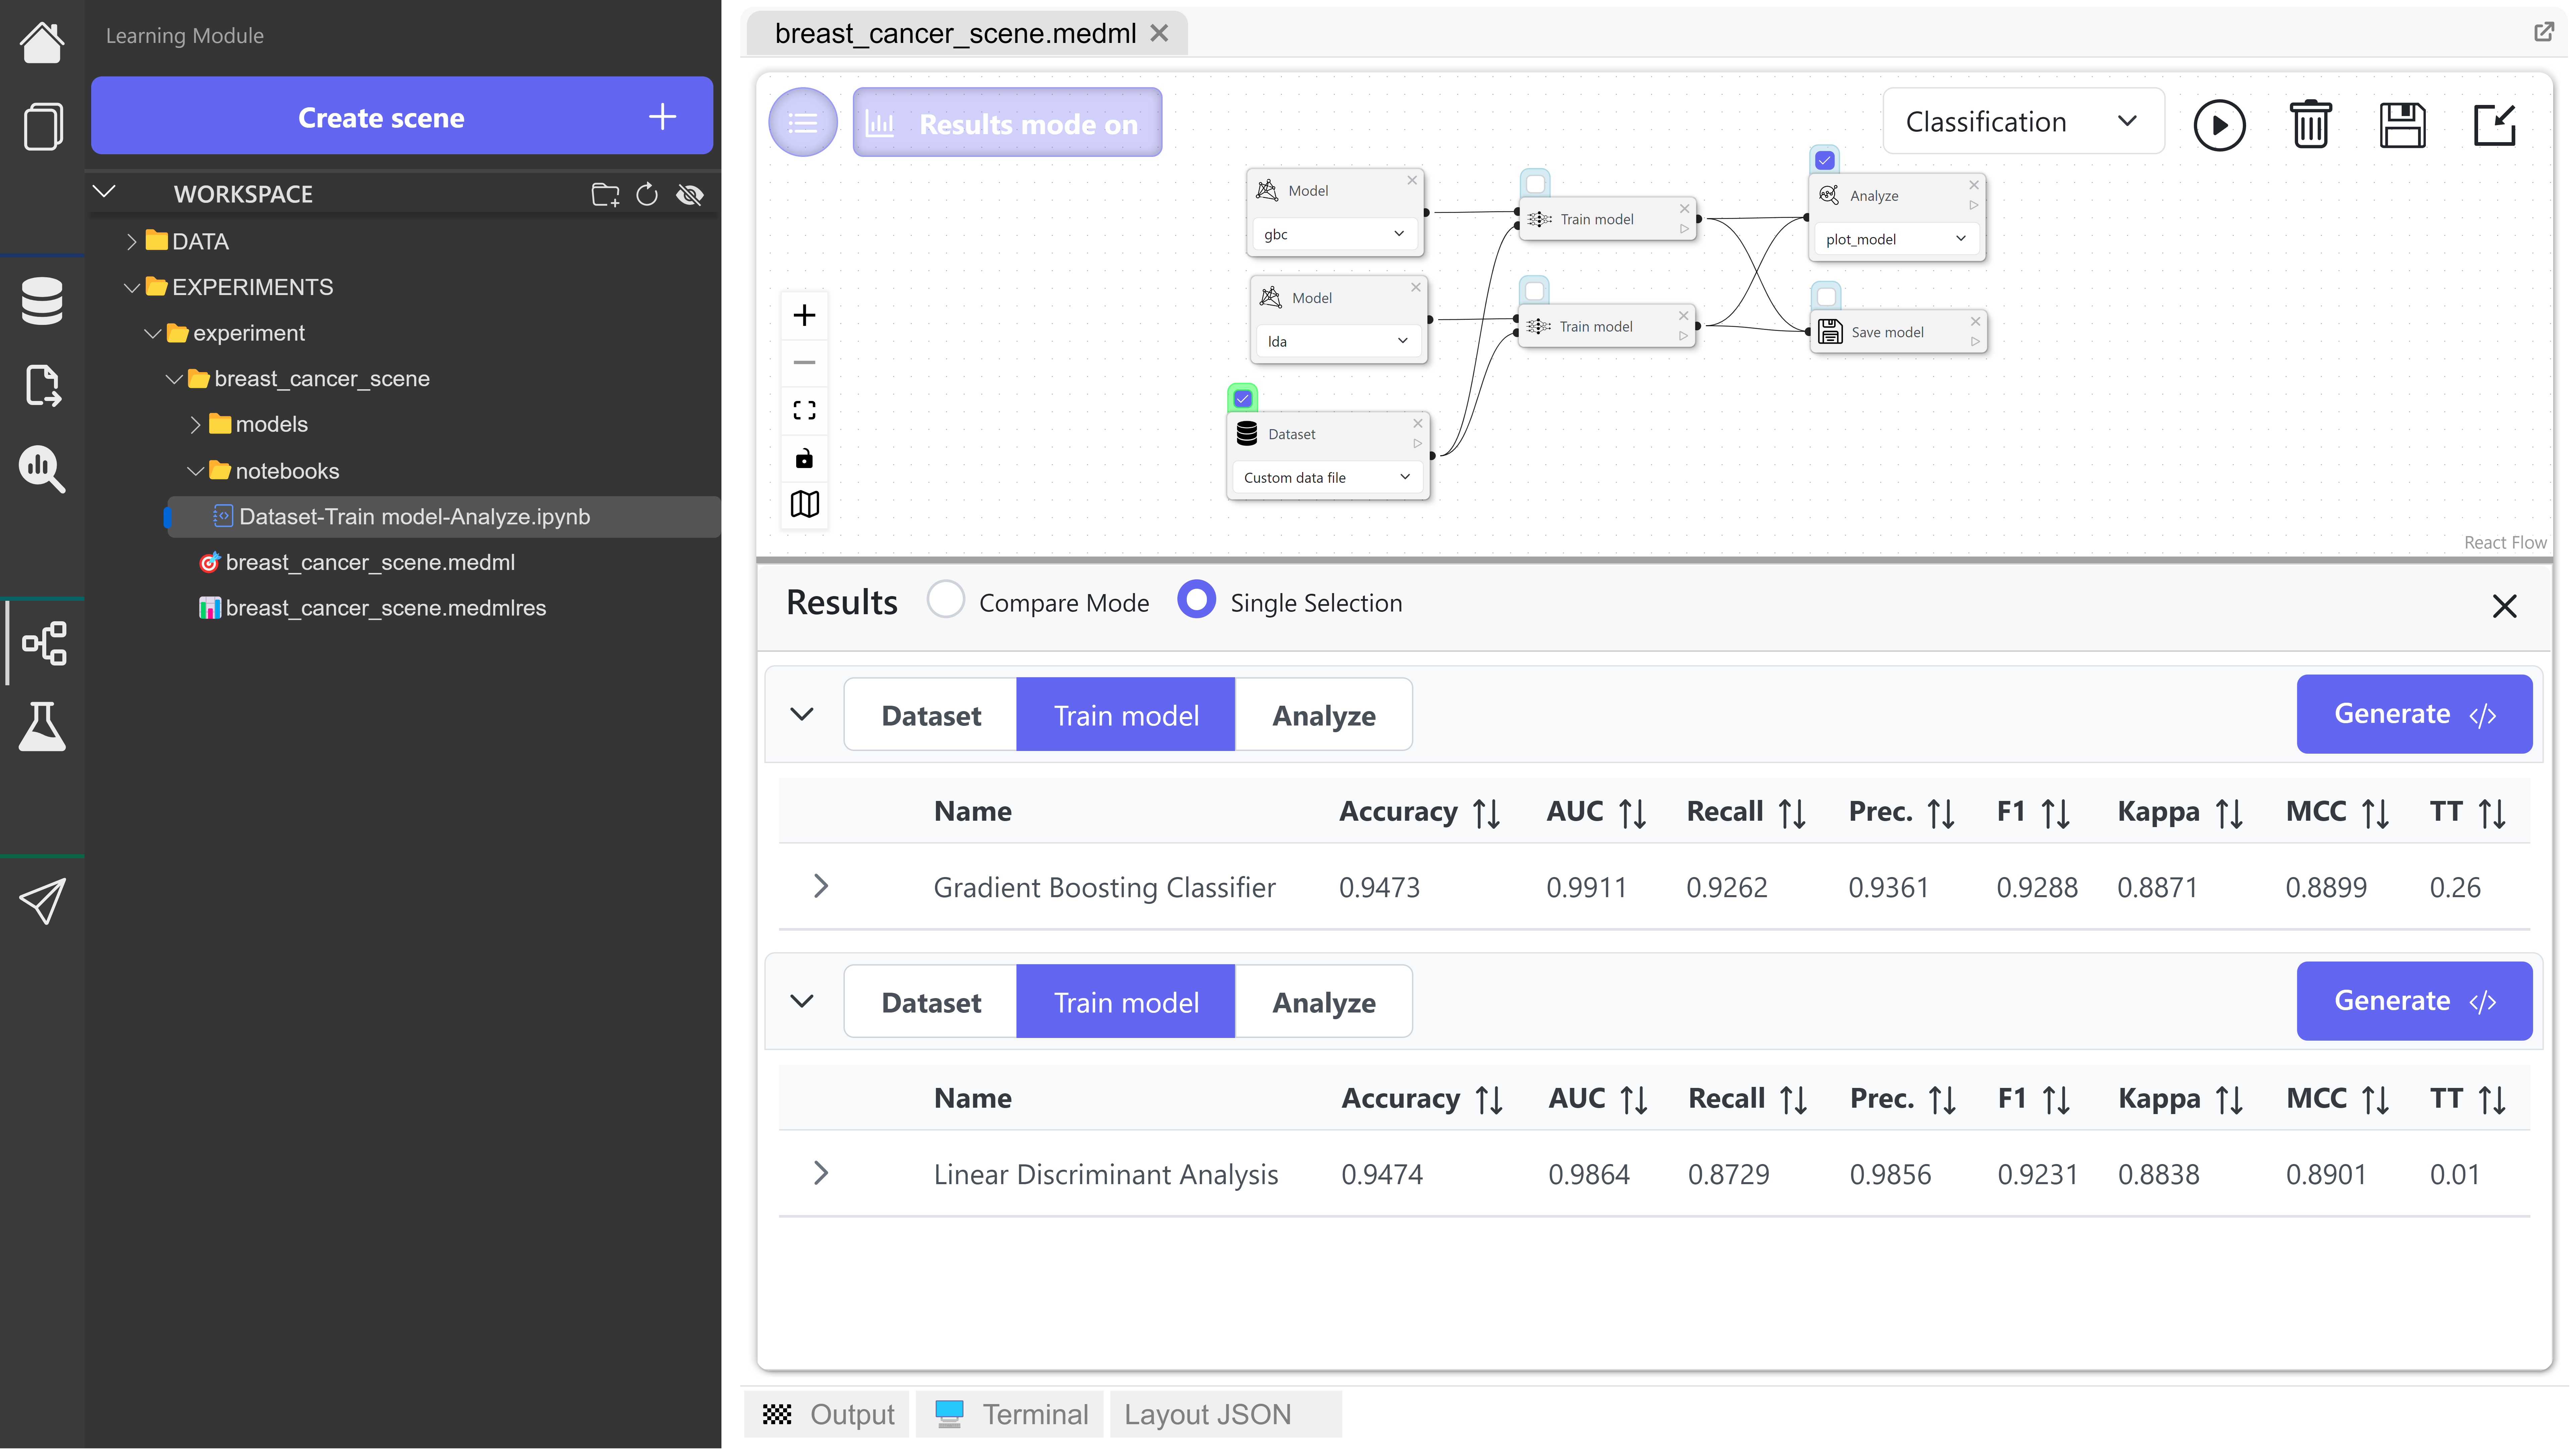 Learning Module
Create scene
WORKSPACE
DATA
EXPERIMENTS
experiment
breast_cancer_scene
models
notebooks
Dataset-Train model-Analyze.ipynb
breast_cancer_scene.medml
breast_cancer_scene.medmlres
breast_cancer_scene.medml
Results mode on
Classification
Model
gbc
Train model
Analyze
plot_model
Model
lda
Train model
Save model
Dataset
Custom data file
React Flow
Results Compare Mode Single Selection
Dataset Train model Analyze Generate </>
Name Accuracy AUC Recall Prec. F1 Kappa MCC TT
Gradient Boosting Classifier 0.9473 0.9911 0.9262 0.9361 0.9288 0.8871 0.8899 0.26
Dataset Train model Analyze Generate </>
Name Accuracy AUC Recall Prec. F1 Kappa MCC TT
Linear Discriminant Analysis 0.9474 0.9864 0.8729 0.9856 0.9231 0.8838 0.8901 0.01
Output Terminal Layout JSON